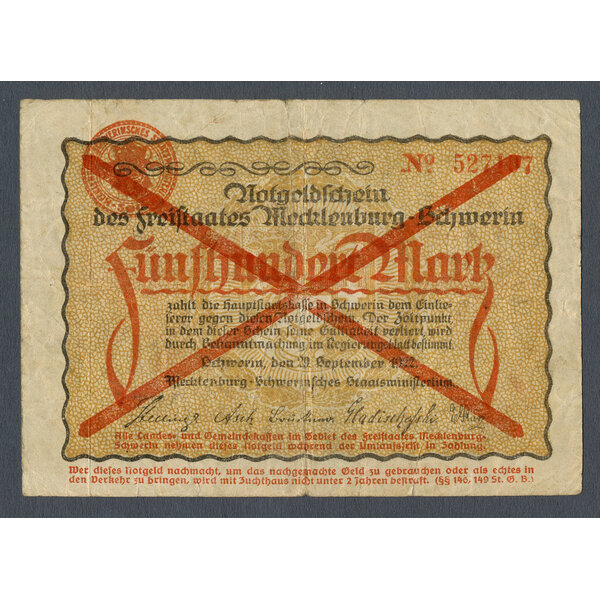 No 527197
Notgeldschein
des Freistaates Mecklenburg-Schwerin
Fünfhundert Mark
zahlt die Hauptstaatskasse in Schwerin dem Einlie-
ferer gegen diesen Notgeldschein. Der Zeitpunkt
in dem dieser Schein seine Gültigkeit verliert, wird
durch Bekanntmachung im Regierungsblatt bestimmt.
Schwerin, den 29. September 1922.
Mecklenburg-Schwerinsches Staatsministerium.
Alle Landes- und Gemeindekassen im Gebiet des Freistaates Mecklenburg-
Schwerin nehmen dieses Notgeld während der Umlaufsfrist in Zahlung.
Wer dieses Notgeld nachmacht, um das nachgemachte Geld zu gebrauchen oder als echtes in
den Verkehr zu bringen, wird mit Zuchthaus nicht unter 2 Jahren bestraft. (§§ 146, 149 St. G. B.)